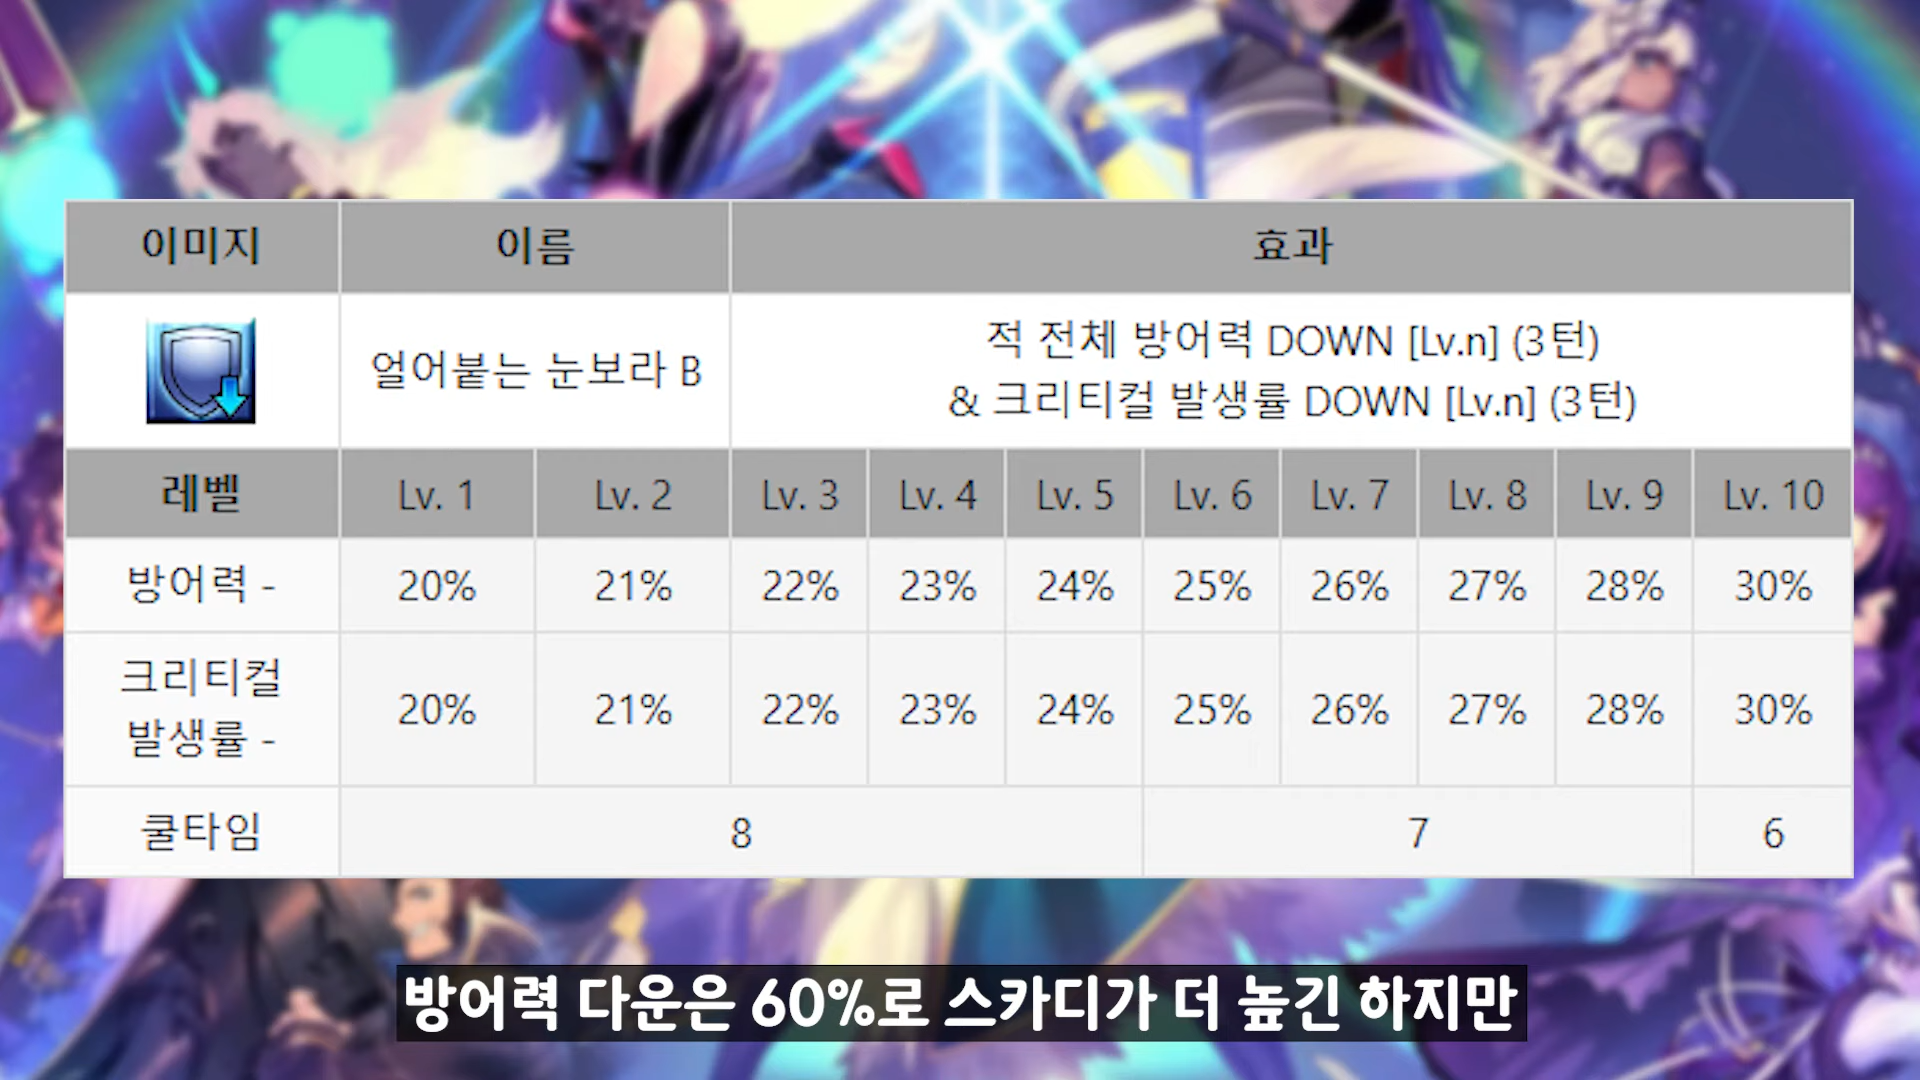 이미지 이름 효과
얼어붙는 눈보라 B
적 전체 방어력 DOWN [Lv.n] (3턴)
& 크리티컬 발생률 DOWN [Lv.n] (3턴)
레벨 Lv. 1 Lv. 2 Lv. 3 Lv. 4 Lv. 5 Lv. 6 Lv. 7 Lv. 8 Lv. 9 Lv. 10
방어력 - 20% 21% 22% 23% 24% 25% 26% 27% 28% 30%
크리티컬
발생률 -
20% 21% 22% 23% 24% 25% 26% 27% 28% 30%
쿨타임 8 7 6
방어력 다운은 60%로 스카디가 더 높긴 하지만